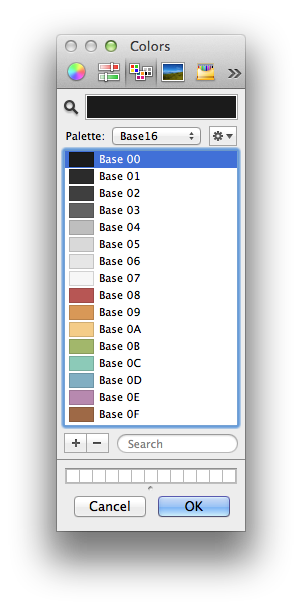 Colors
Palette: Base16
Base 00
Base 01
Base 02
Base 03
Base 04
Base 05
Base 06
Base 07
Base 08
Base 09
Base 0A
Base 0B
Base 0C
Base 0D
Base 0E
Base 0F
Search
Cancel OK